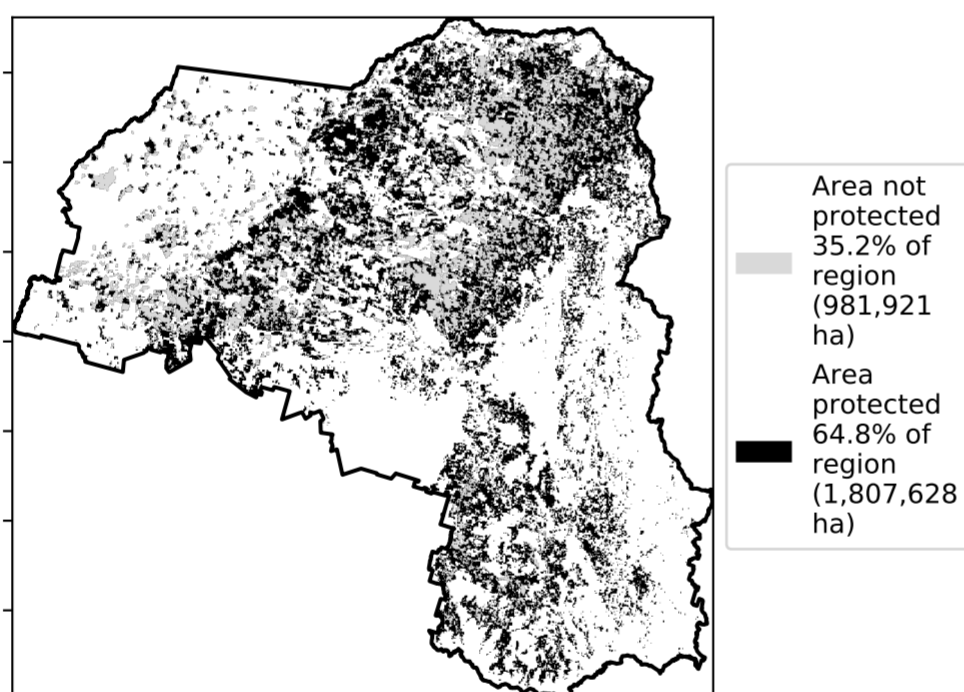 Area not
protected
35.2% of
region
(981,921
ha)
Area
protected
64.8% of
region
(1,807,628
ha)